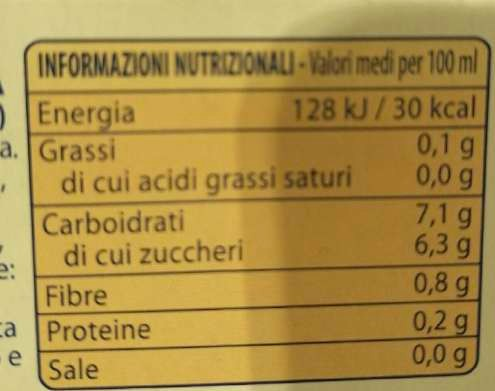 INFORMAZIONI NUTRIZIONALI - Valori medi per 100 ml
Energia 128 kJ / 30 kcal
Grassi 0,1 g
di cui acidi grassi saturi 0,0 g
Carboidrati 7,1 g
di cui zuccheri 6,3 g
Fibre 0,8 g
Proteine 0,2 g
Sale 0,0 g